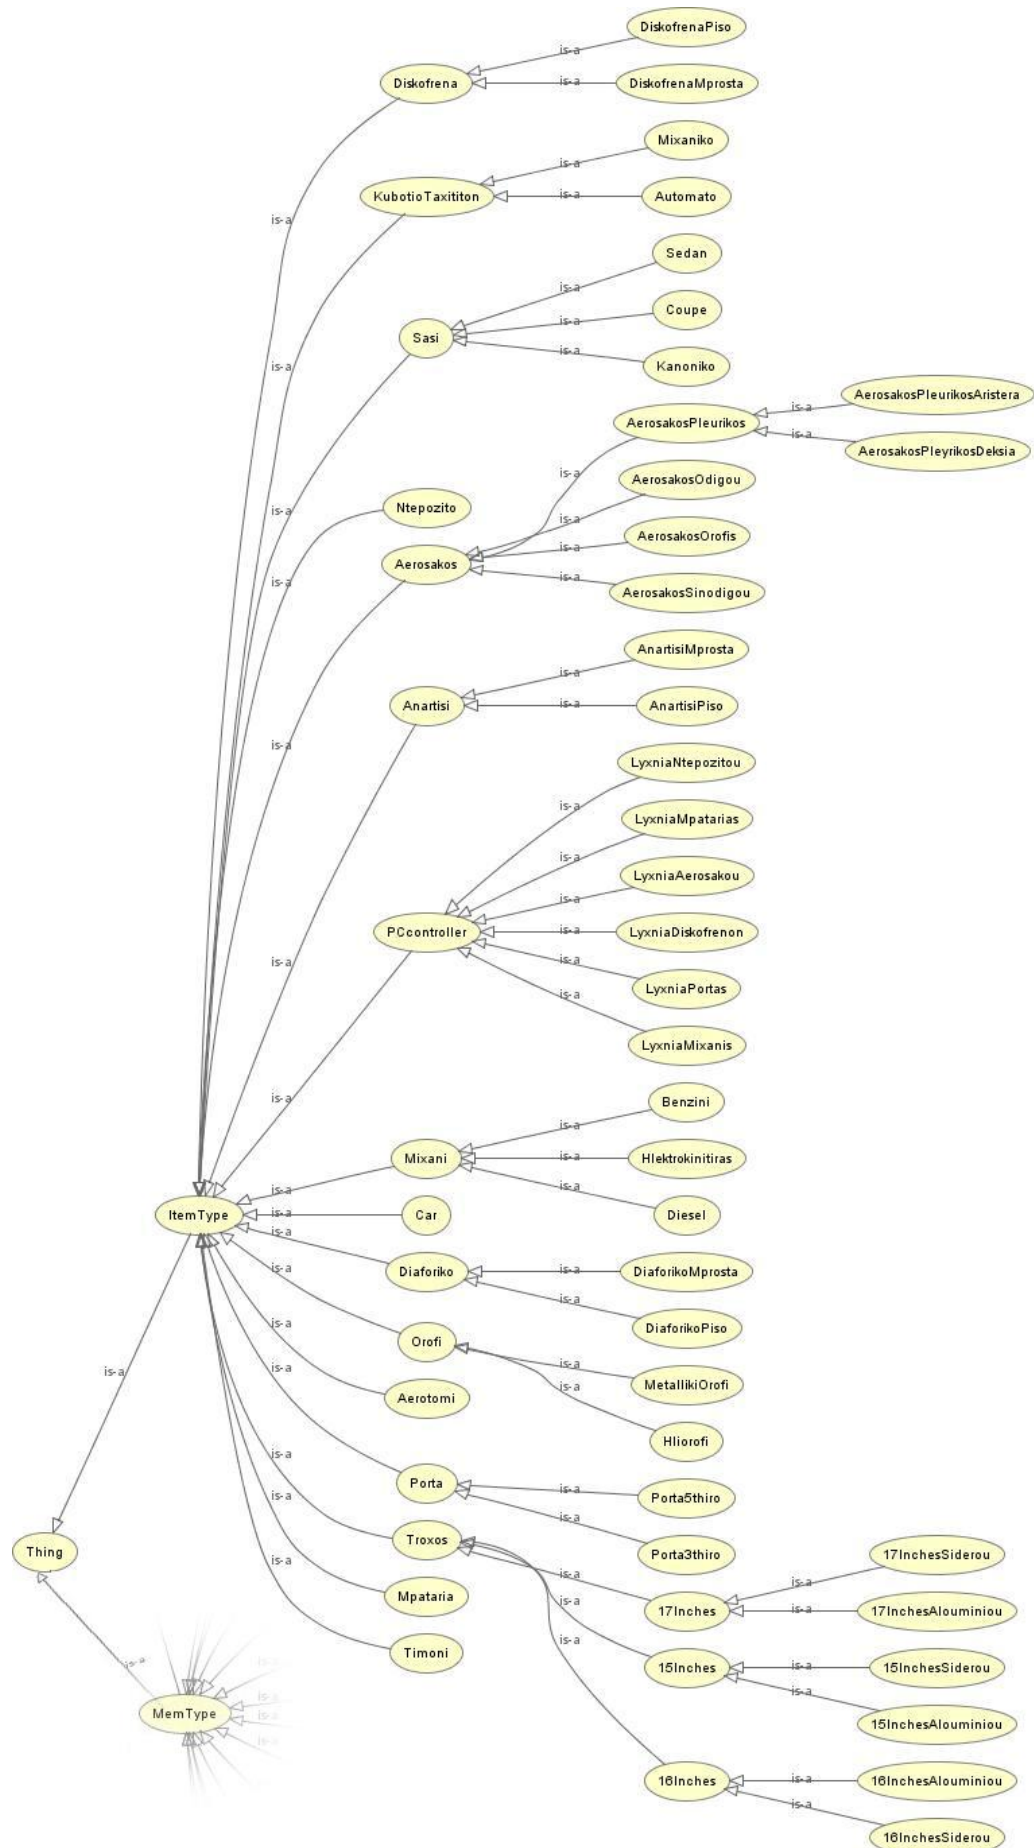 DiskofrenaPiso
is-a
Diskofrena
is-a
DiskofrenaMprosta
Mixaniko
is-a
KubotioTaxititon
is-a
Automato
is-a
Sedan
is-a
Coupe
is-a
Sasi
is-a
Kanoniko
is-a
AerosakosPleurikosAristera
is-a
AerosakosPleurikos
is-a
AerosakosPleyrikosDeksia
is-a
AerosakosOdigou
Ntepozito
is-a
is-a
AerosakosOrofis
is-a
Aerosakos
is-a
is-a
AerosakosSinodigou
AnartisiMprosta
is-a
Anartisi
is-a
AnartisiPiso
is-a
LyxniaNtepozitou
is-a
LyxniaMpatarias
is-a
LyxniaAerosakou
is-a
PCcontroller
is-a
LyxniaDiskofrenon
is-a
is-a
LyxniaPortas
is-a
LyxniaMixanis
is-a
Benzini
is-a
Mixani
is-a
Hlektrokinitiras
is-a
is-a
ItemType
is-a
Car
Diesel
is-a
Diaforiko
is-a
DiaforikoMprosta
is-a
is-a
DiaforikoPiso
Orofi
is-a
is-a
is-a
MetallikiOrofi
is-a
is-a
Aerotomi
Hliorofi
is-a
Porta
is-a
Porta5thiro
is-a
is-a
Thing
Troxos
Porta3thiro
17InchesSiderou
is-a
is-a
is-a
Mpataria
is-a
17Inches
is-a
17InchesAlouminiou
is-a
Timoni
is-a
15Inches
is-a
15InchesSiderou
is-a
is-a
MemType
is-a
is-a
is-a
15InchesAlouminiou
16Inches
is-a
16InchesAlouminiou
is-a
16InchesSiderou